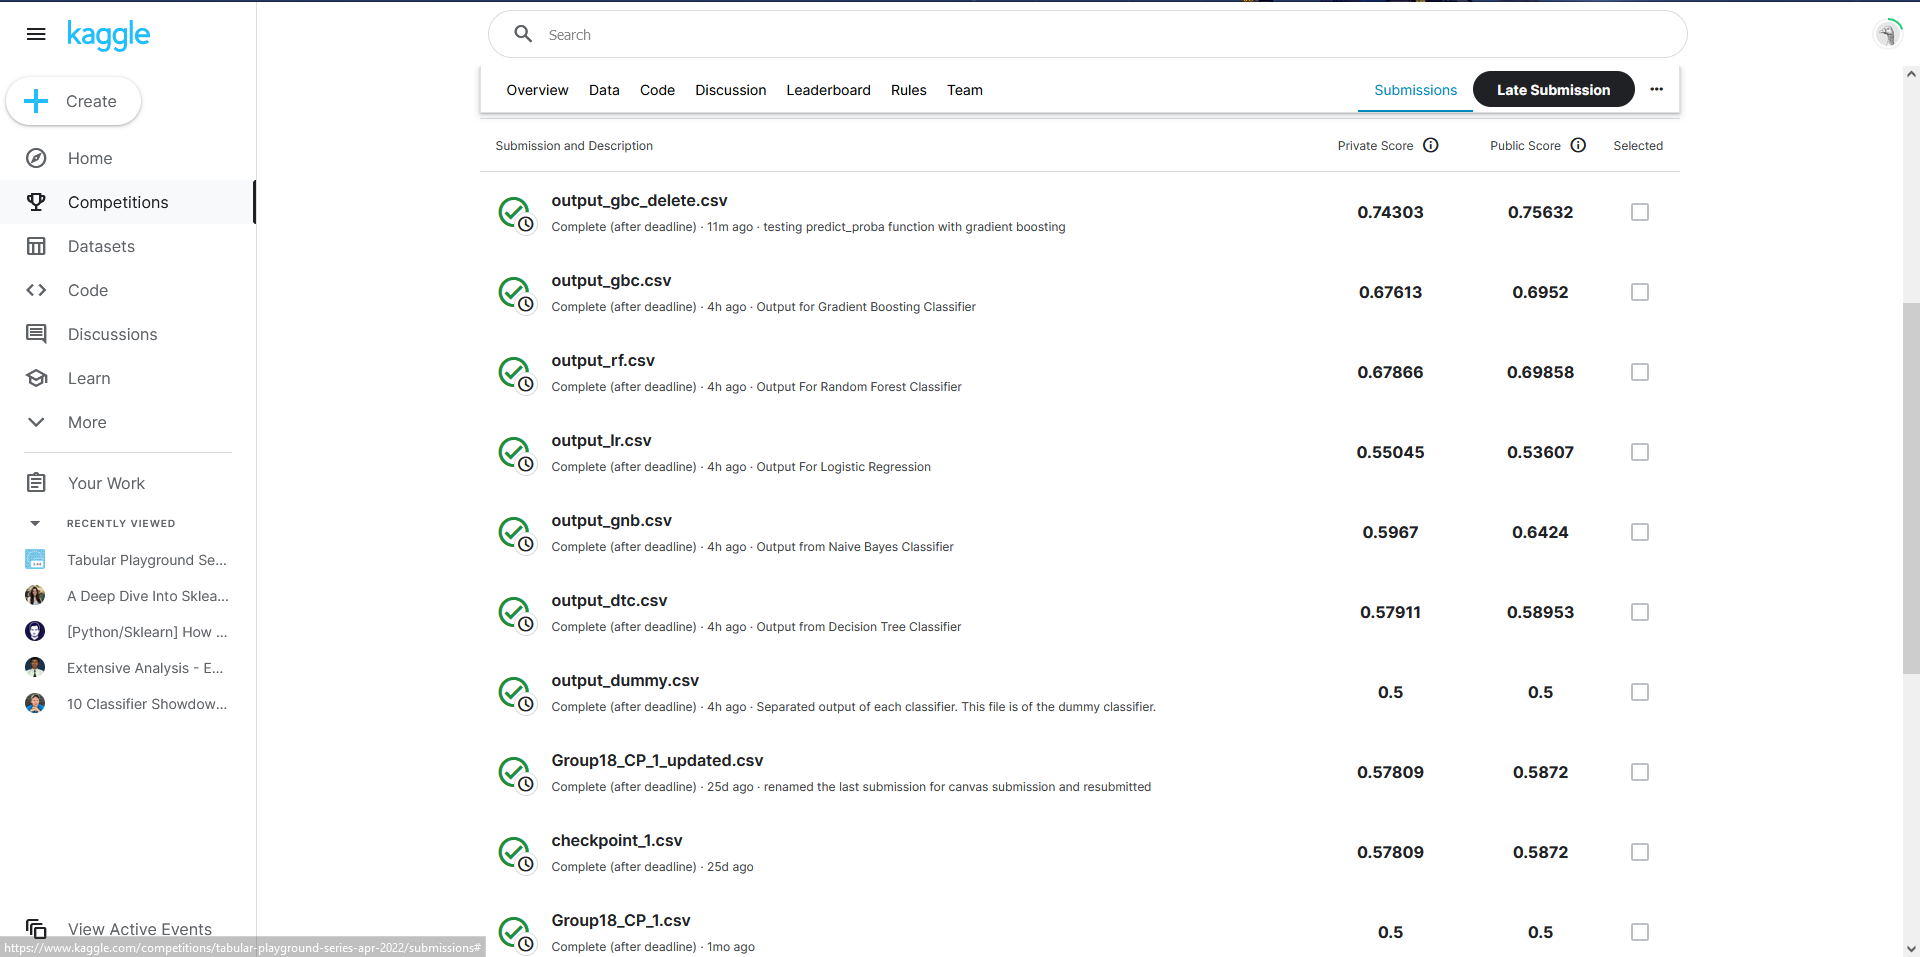 kaggle
Search
Create
Home
Competitions
Datasets
Code
Discussions
Learn
More
Your Work
RECENTLY VIEWED
Tabular Playground Se...
A Deep Dive Into Sklea...
[Python/Sklearn] How ...
Extensive Analysis - E...
10 Classifier Showdow...
View Active Events
https://www.kaggle.com/competitions/tabular-playground-series-apr-2022/submissions#
Overview Data Code Discussion Leaderboard Rules Team Submissions Late Submission ...
Submission and Description Private Score Public Score Selected
output_gbc_delete.csv
Complete (after deadline) · 11m ago · testing predict_proba function with gradient boosting
0.74303 0.75632
output_gbc.csv
Complete (after deadline) · 4h ago · Output for Gradient Boosting Classifier
0.67613 0.6952
output_rf.csv
Complete (after deadline) · 4h ago · Output For Random Forest Classifier
0.67866 0.69858
output_lr.csv
Complete (after deadline) · 4h ago · Output For Logistic Regression
0.55045 0.53607
output_gnb.csv
Complete (after deadline) · 4h ago · Output from Naive Bayes Classifier
0.5967 0.6424
output_dtc.csv
Complete (after deadline) · 4h ago · Output from Decision Tree Classifier
0.57911 0.58953
output_dummy.csv
Complete (after deadline) · 4h ago · Separated output of each classifier. This file is of the dummy classifier.
0.5 0.5
Group18_CP_1_updated.csv
Complete (after deadline) · 25d ago · renamed the last submission for canvas submission and resubmitted
0.57809 0.5872
checkpoint_1.csv
Complete (after deadline) · 25d ago
0.57809 0.5872
Group18_CP_1.csv
Complete (after deadline) · 1mo ago
0.5 0.5